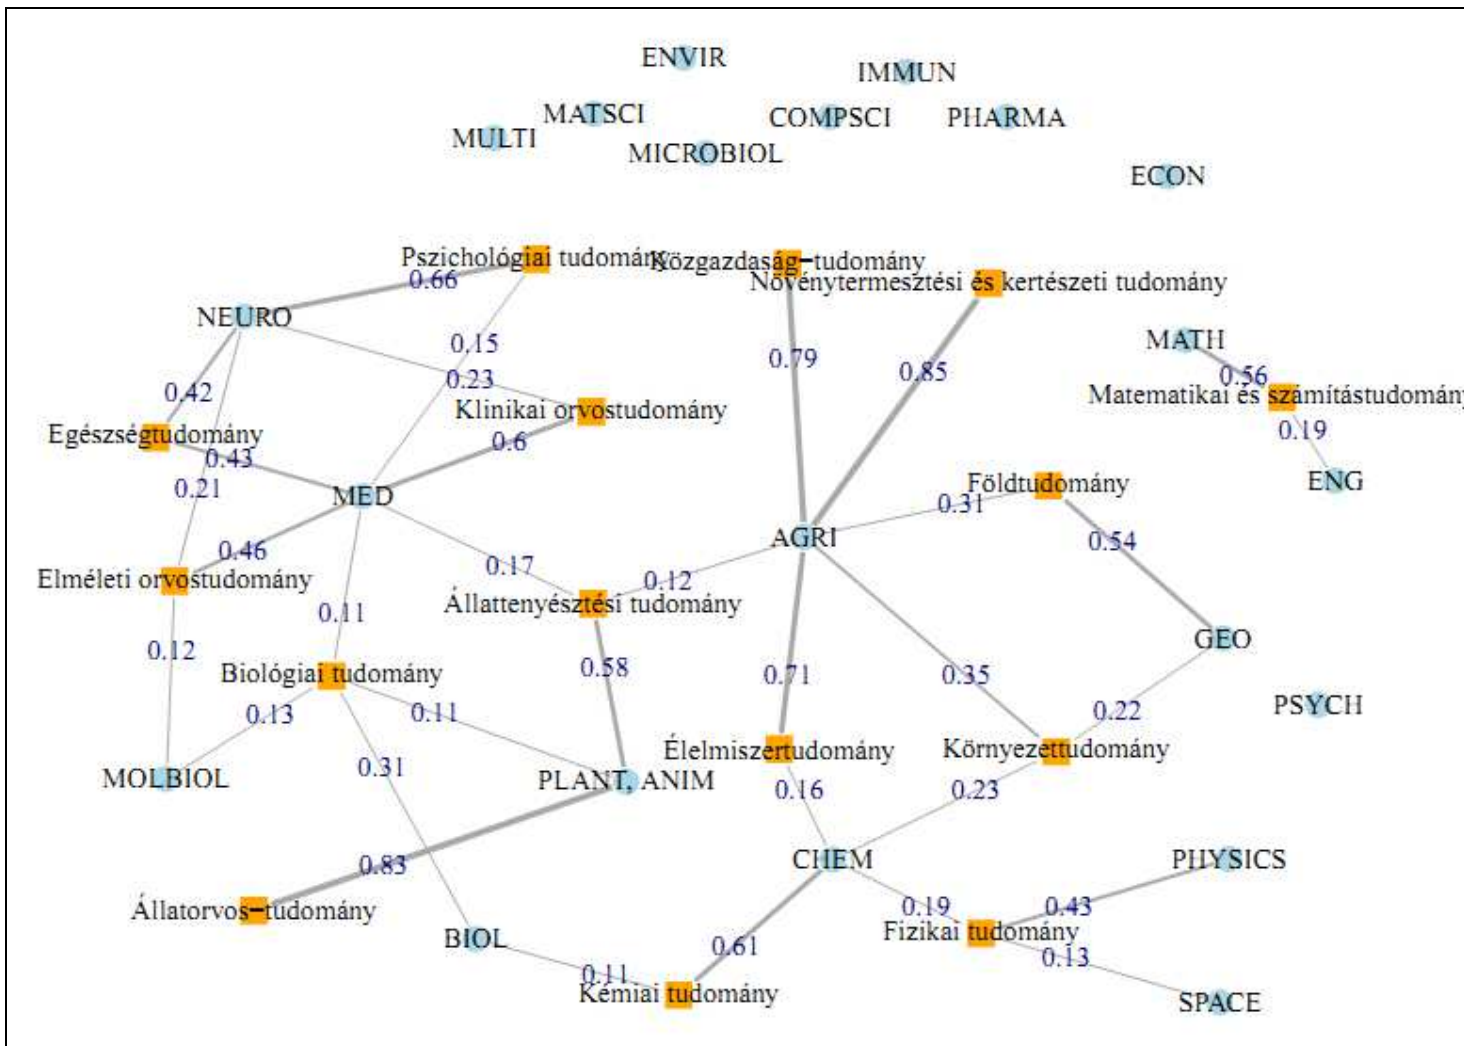 ENVIR
IMMUN
MATSCI
COMPSCI
PHARMA
MULTI
MICROBIOL
ECON
Pszichológiai tudomány
Közgazdaság-tudomány
0.66
Növénytermesztési és kertészeti tudomány
NEURO
MATH
0.15
0.79
0.85
0.56
0.23
0.42
Matematikai és számítástudomány
Klinikai orvostudomány
Egészségtudomány
0.6
0.19
0.43
Földtudomány
ENG
0.21
MED
0.31
AGRI
0.54
0.46
0.17
0.12
Elméleti orvostudomány
Állattenyésztési tudomány
0.11
GEO
0.12
0.58
Biológiai tudomány
0.71
0.35
PSYCH
0.13
0.11
0.22
Élelmiszertudomány
Környezettudomány
0.31
MOLBIOL
PLANT, ANIM
0.16
0.23
0.83
CHEM
PHYSICS
Állatorvos-tudomány
0.19
0.43
Fizikai tudomány
BIOL
0.61
0.13
0.11
Kémiai tudomány
SPACE